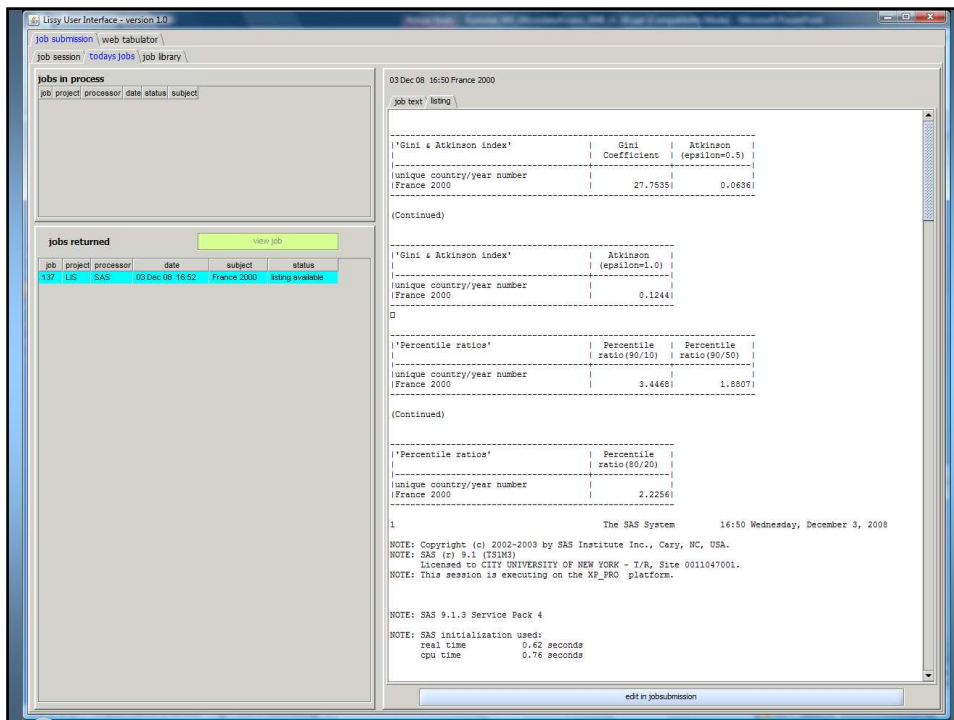 Lissy User Interface - version 1.0
job submission web tabulator
job session todays jobs job library
jobs in process
job project processor date status subject
jobs returned
view job
job project processor date subject status
137 LIS SAS 03 Dec 08 16:52 France 2000 listing available
03 Dec 08 16:50 France 2000
job text listing
|'Gini & Atkinson index' | Gini | Atkinson |
| | Coefficient | (epsilon=0.5) |
|unique country/year number | | |
|France 2000 | 27.7535| 0.0636|
(Continued)
|'Gini & Atkinson index' | Atkinson |
| | (epsilon=1.0) |
|unique country/year number | |
|France 2000 | 0.1244|
|'Percentile ratios' | Percentile | Percentile |
| | ratio(90/10) | ratio(90/50) |
|unique country/year number | | |
|France 2000 | 3.4468| 1.8807|
(Continued)
|'Percentile ratios' | Percentile |
| | ratio(80/20) |
|unique country/year number | |
|France 2000 | 2.2256|
1 The SAS System 16:50 Wednesday, December 3, 2008
NOTE: Copyright (c) 2002-2003 by SAS Institute Inc., Cary, NC, USA.
NOTE: SAS (r) 9.1 (TS1M3)
Licensed to CITY UNIVERSITY OF NEW YORK - T/R, Site 0011047001.
NOTE: This session is executing on the XP_PRO platform.
NOTE: SAS 9.1.3 Service Pack 4
NOTE: SAS initialization used:
real time 0.62 seconds
cpu time 0.76 seconds
edit in jobsubmission